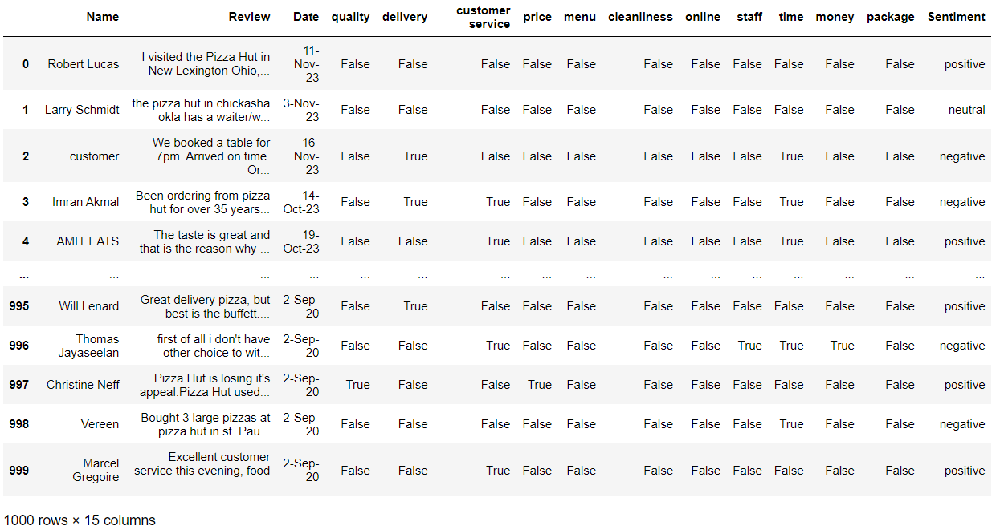 Name Review Date quality delivery customer service price menu cleanliness online staff time money package Sentiment
0 Robert Lucas I visited the Pizza Hut in New Lexington Ohio,... 11-Nov-23 False False False False False False False False False False False positive
1 Larry Schmidt the pizza hut in chickasha okla has a waiter/w... 3-Nov-23 False False False False False False False False False False False neutral
2 customer We booked a table for 7pm. Arrived on time. Or... 16-Nov-23 False True False False False False False False True False False negative
3 Imran Akmal Been ordering from pizza hut for over 35 years... 14-Oct-23 False True True False False False False False True False False negative
4 AMIT EATS The taste is great and that is the reason why ... 19-Oct-23 False False True False False False False False True False False positive
... ... ... ... ... ... ... ... ... ... ... ... ... ... ... ...
995 Will Lenard Great delivery pizza, but best is the buffett.... 2-Sep-20 False True False False False False False False False False False positive
996 Thomas Jayaseelan first of all i don't have other choice to wit... 2-Sep-20 False False True False False False False True True True False negative
997 Christine Neff Pizza Hut is losing it's appeal.Pizza Hut used... 2-Sep-20 True False False True False False False False False False False positive
998 Vereen Bought 3 large pizzas at pizza hut in st. Pau... 2-Sep-20 False False False False False False False False True False False negative
999 Marcel Gregoire Excellent customer service this evening, food ... 2-Sep-20 False False True False False False False False False False False positive
1000 rows × 15 columns